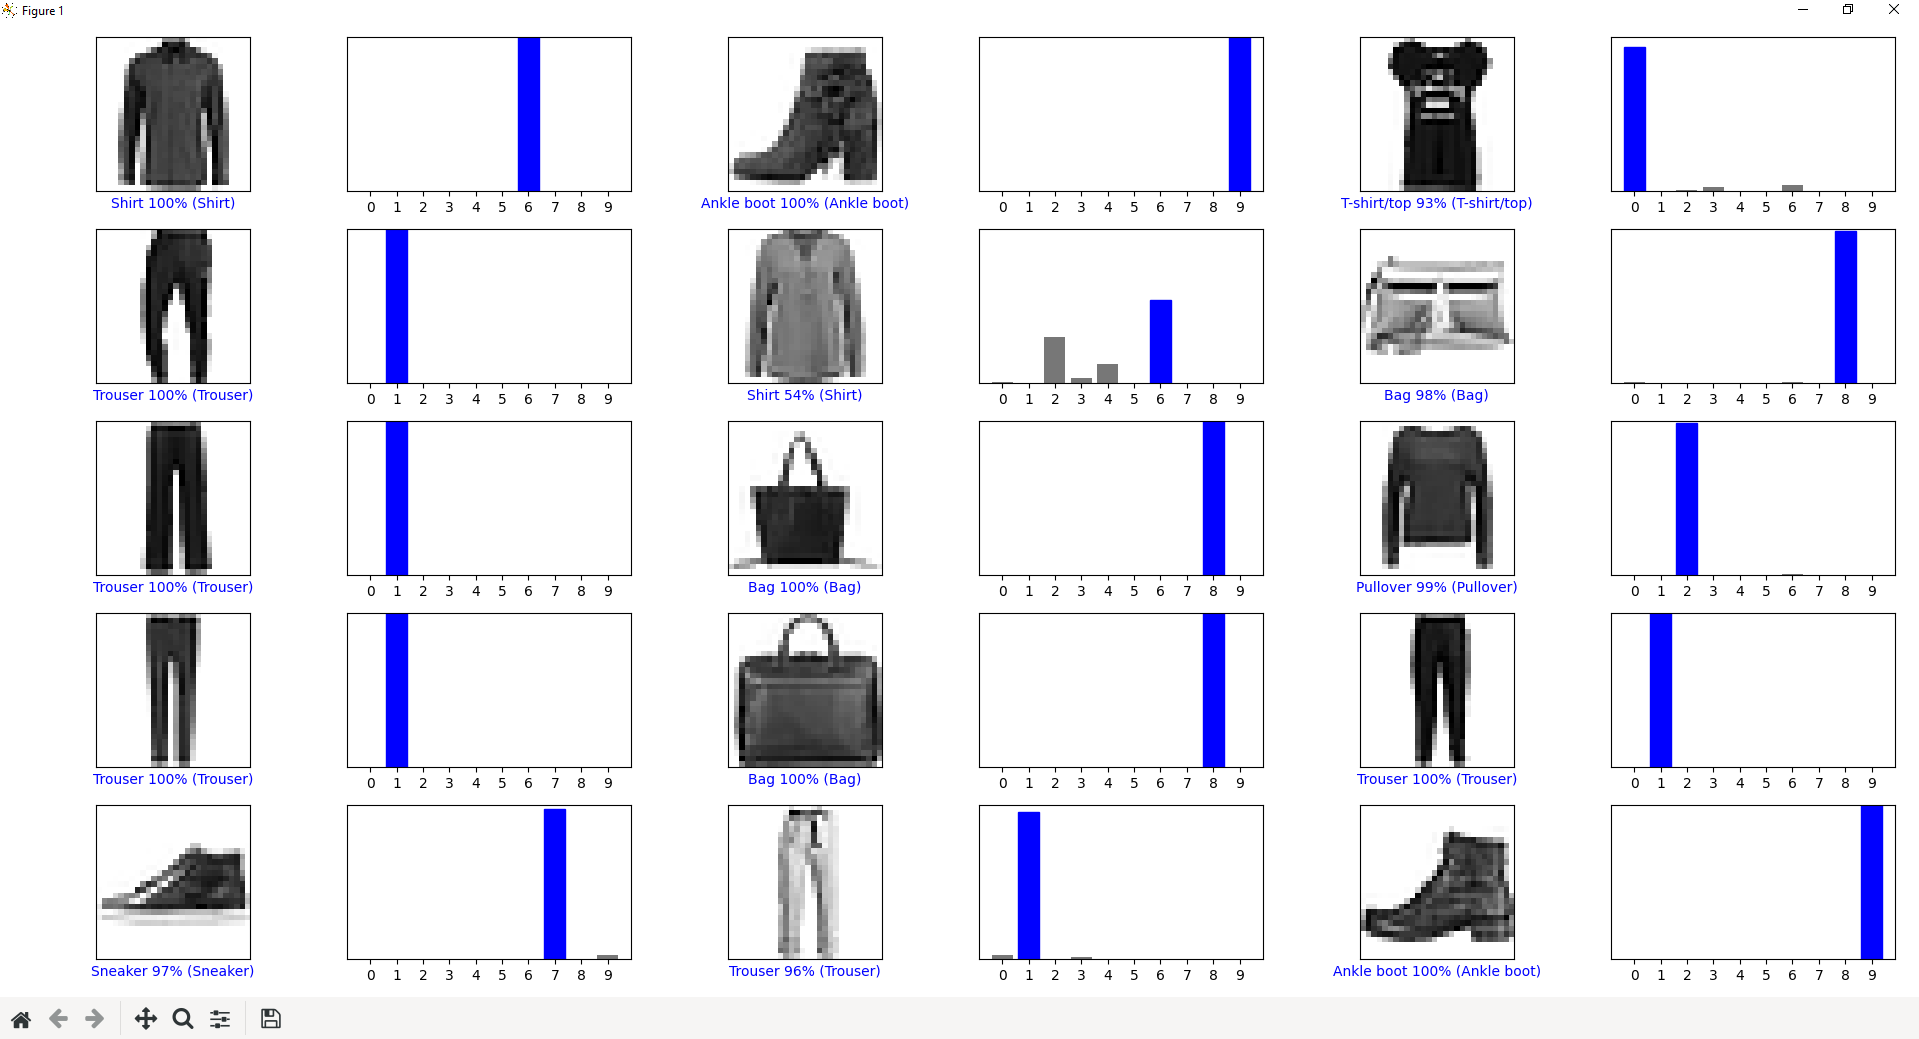 Figure 1
0 1 2 3 4 5 6 7 8 9
0 1 2 3 4 5 6 7 8 9
0 1 2 3 4 5 6 7 8 9
Shirt 100% (Shirt)
Ankle boot 100% (Ankle boot)
T-shirt/top 93% (T-shirt/top)
0 1 2 3 4 5 6 7 8 9
0 1 2 3 4 5 6 7 8 9
0 1 2 3 4 5 6 7 8 9
Trouser 100% (Trouser)
Shirt 54% (Shirt)
Bag 98% (Bag)
0 1 2 3 4 5 6 7 8 9
0 1 2 3 4 5 6 7 8 9
0 1 2 3 4 5 6 7 8 9
Trouser 100% (Trouser)
Bag 100% (Bag)
Pullover 99% (Pullover)
0 1 2 3 4 5 6 7 8 9
0 1 2 3 4 5 6 7 8 9
0 1 2 3 4 5 6 7 8 9
Trouser 100% (Trouser)
Bag 100% (Bag)
Trouser 100% (Trouser)
0 1 2 3 4 5 6 7 8 9
0 1 2 3 4 5 6 7 8 9
0 1 2 3 4 5 6 7 8 9
Sneaker 97% (Sneaker)
Trouser 96% (Trouser)
Ankle boot 100% (Ankle boot)